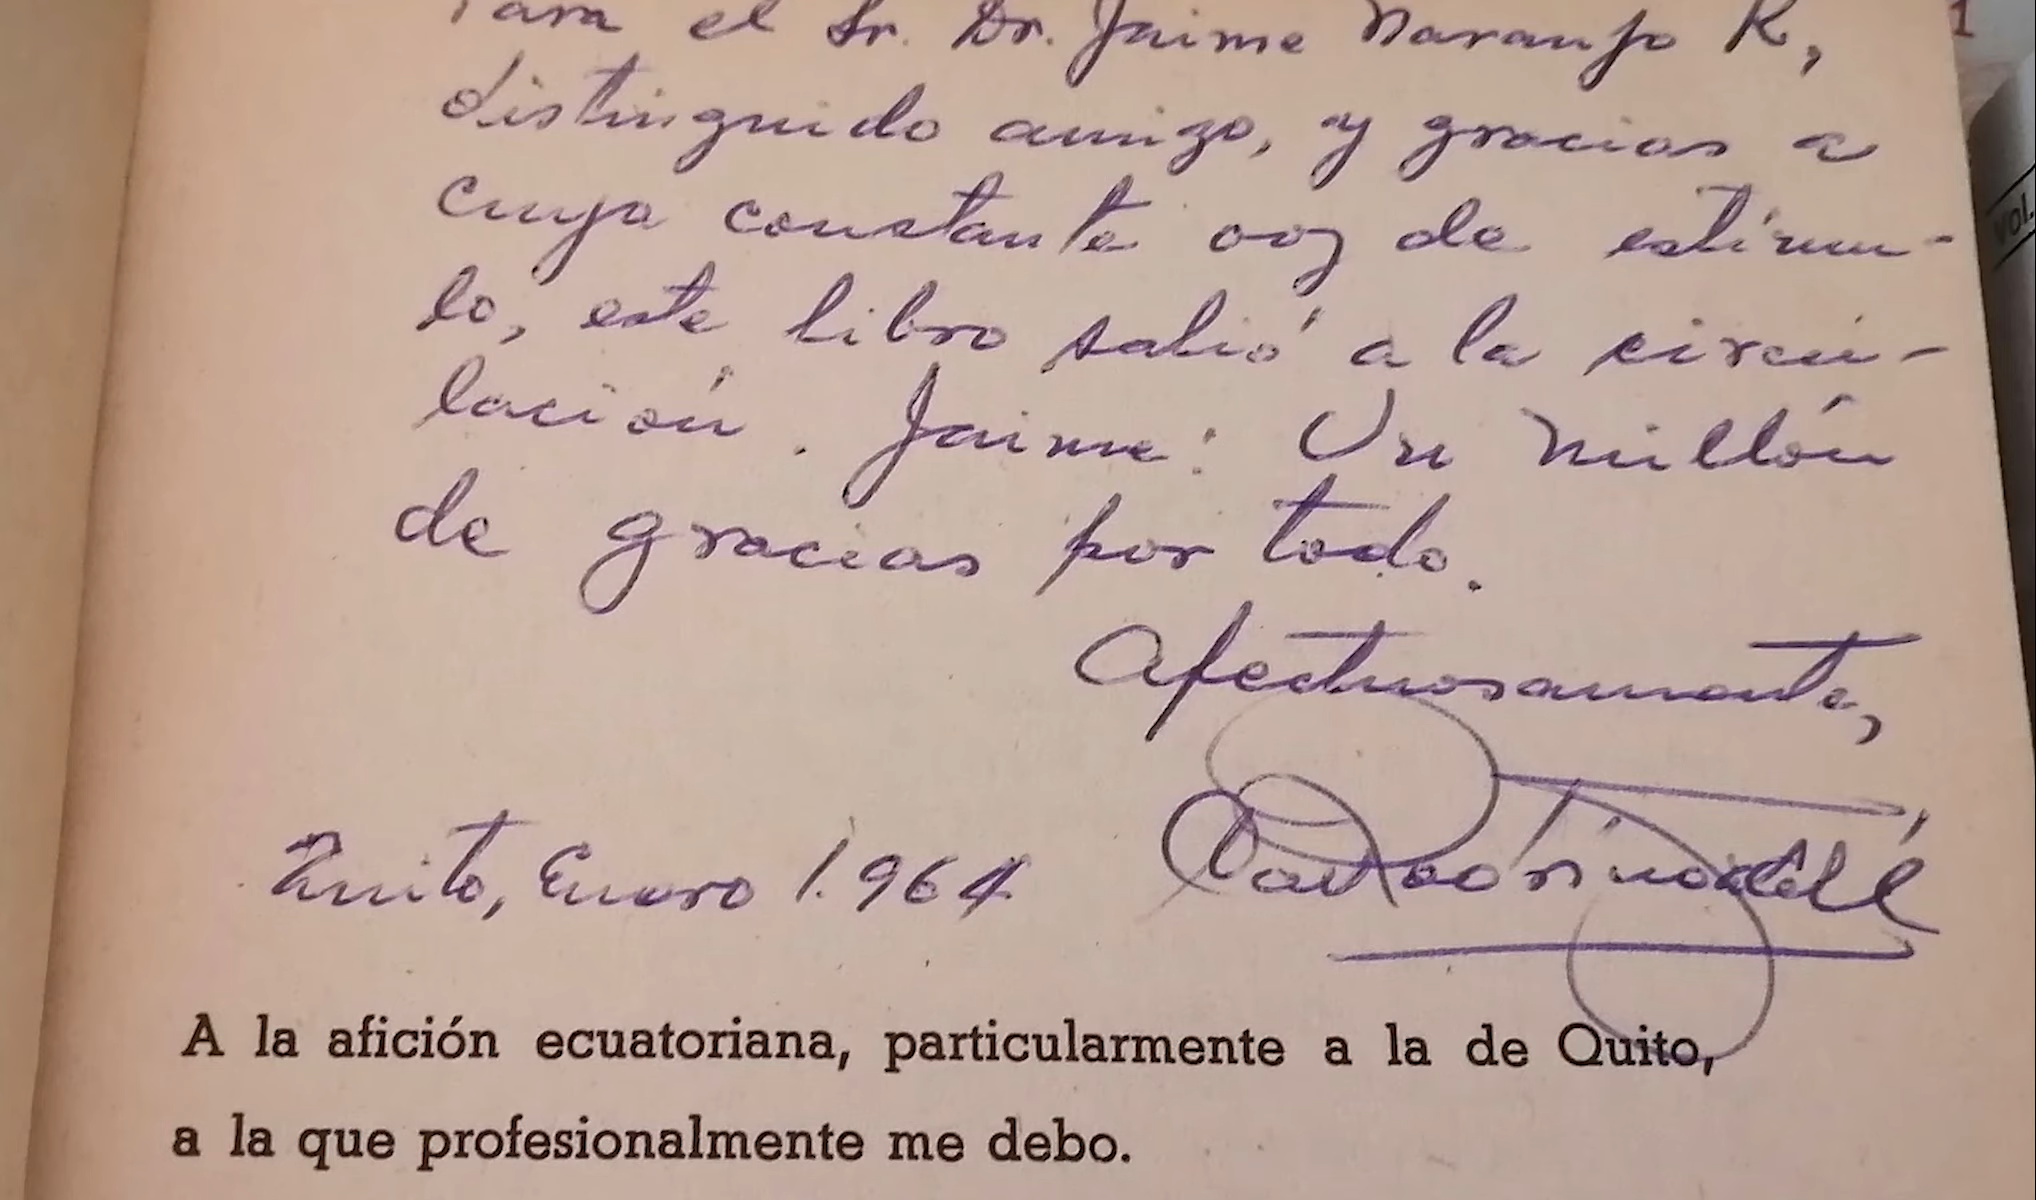 Para el Sr. Dr. Jaime Naranjo R,
distinguido amigo, y gracias a
cuya constante voz de estímu-
lo, este libro salió a la circu-
lación. Jaime: Un millón
de gracias por todo.
Afectuosamente,
Quito, Enero 1.964
A la afición ecuatoriana, particularmente a la de Quito,
a la que profesionalmente me debo.
1
Vol.